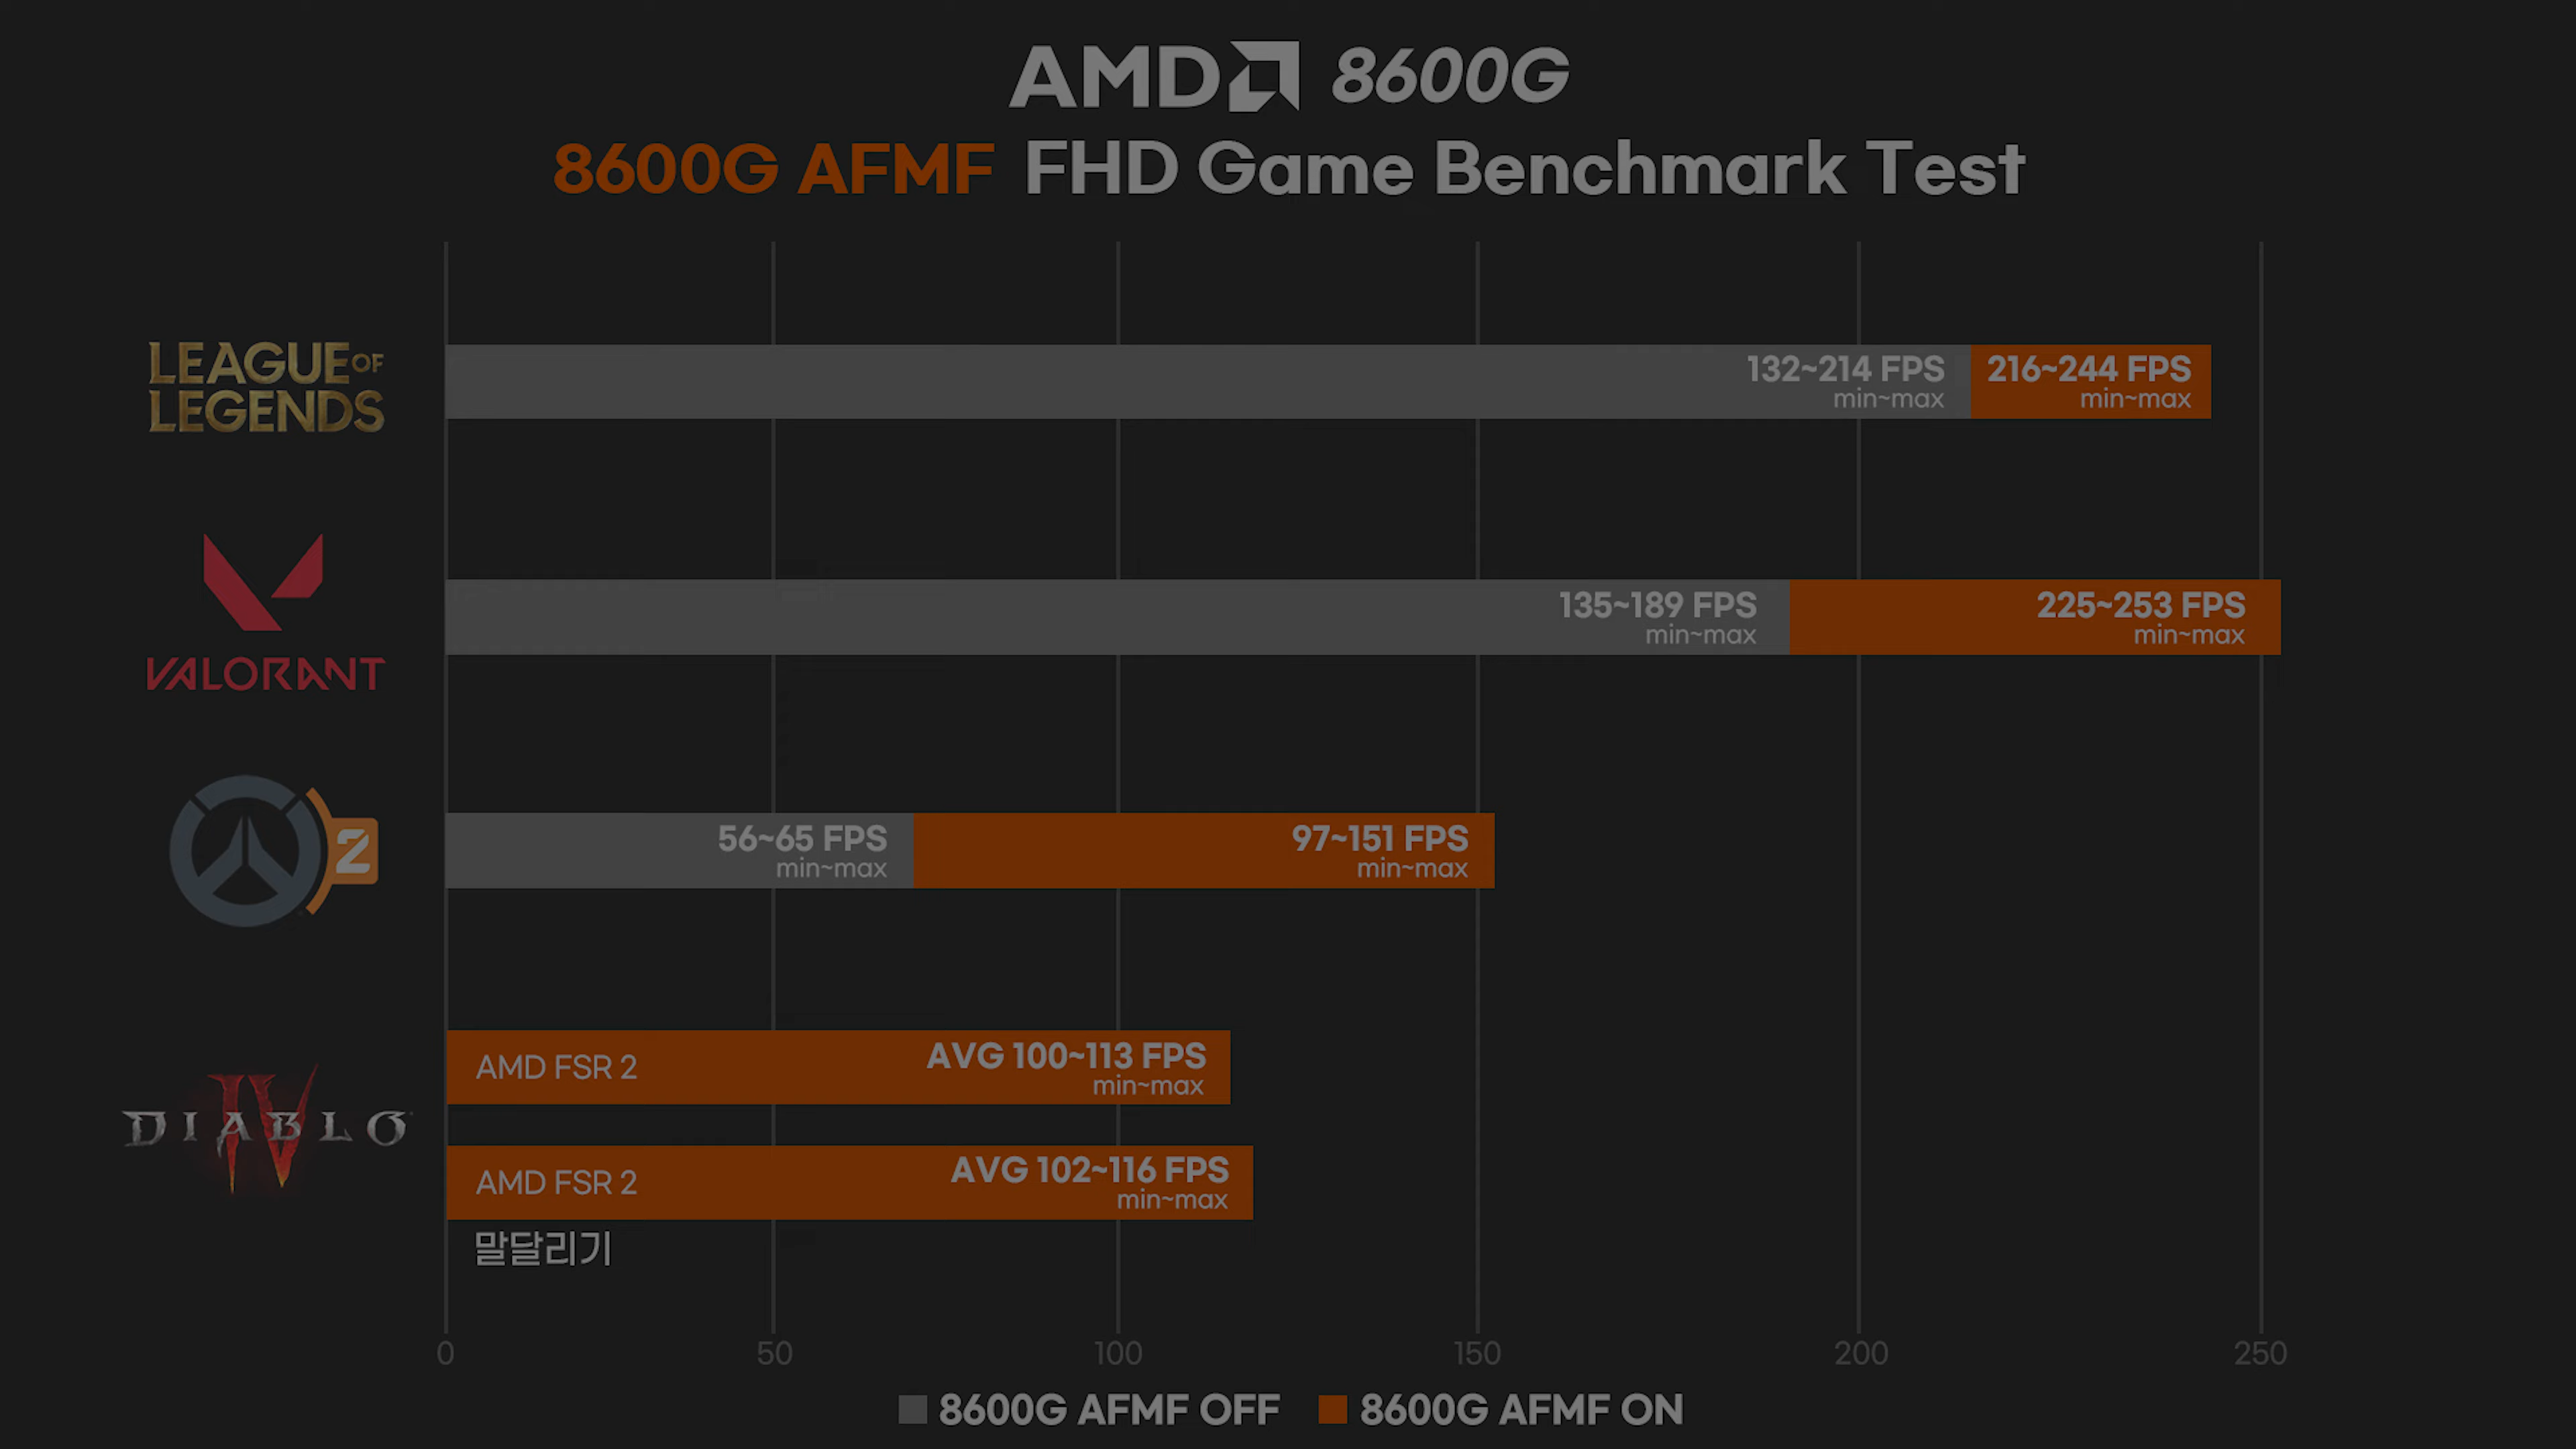 AMD 8600G
8600G AFMF FHD Game Benchmark Test
LEAGUE OF
LEGENDS
132~214 FPS
min~max
216~244 FPS
min~max
VALORANT
135~189 FPS
min~max
225~253 FPS
min~max
2
56~65 FPS
min~max
97~151 FPS
min~max
DIABLO IV
AMD FSR 2
AVG 100~113 FPS
min~max
AMD FSR 2
AVG 102~116 FPS
min~max
말달리기
0 50 100 150 200 250
8600G AFMF OFF 8600G AFMF ON